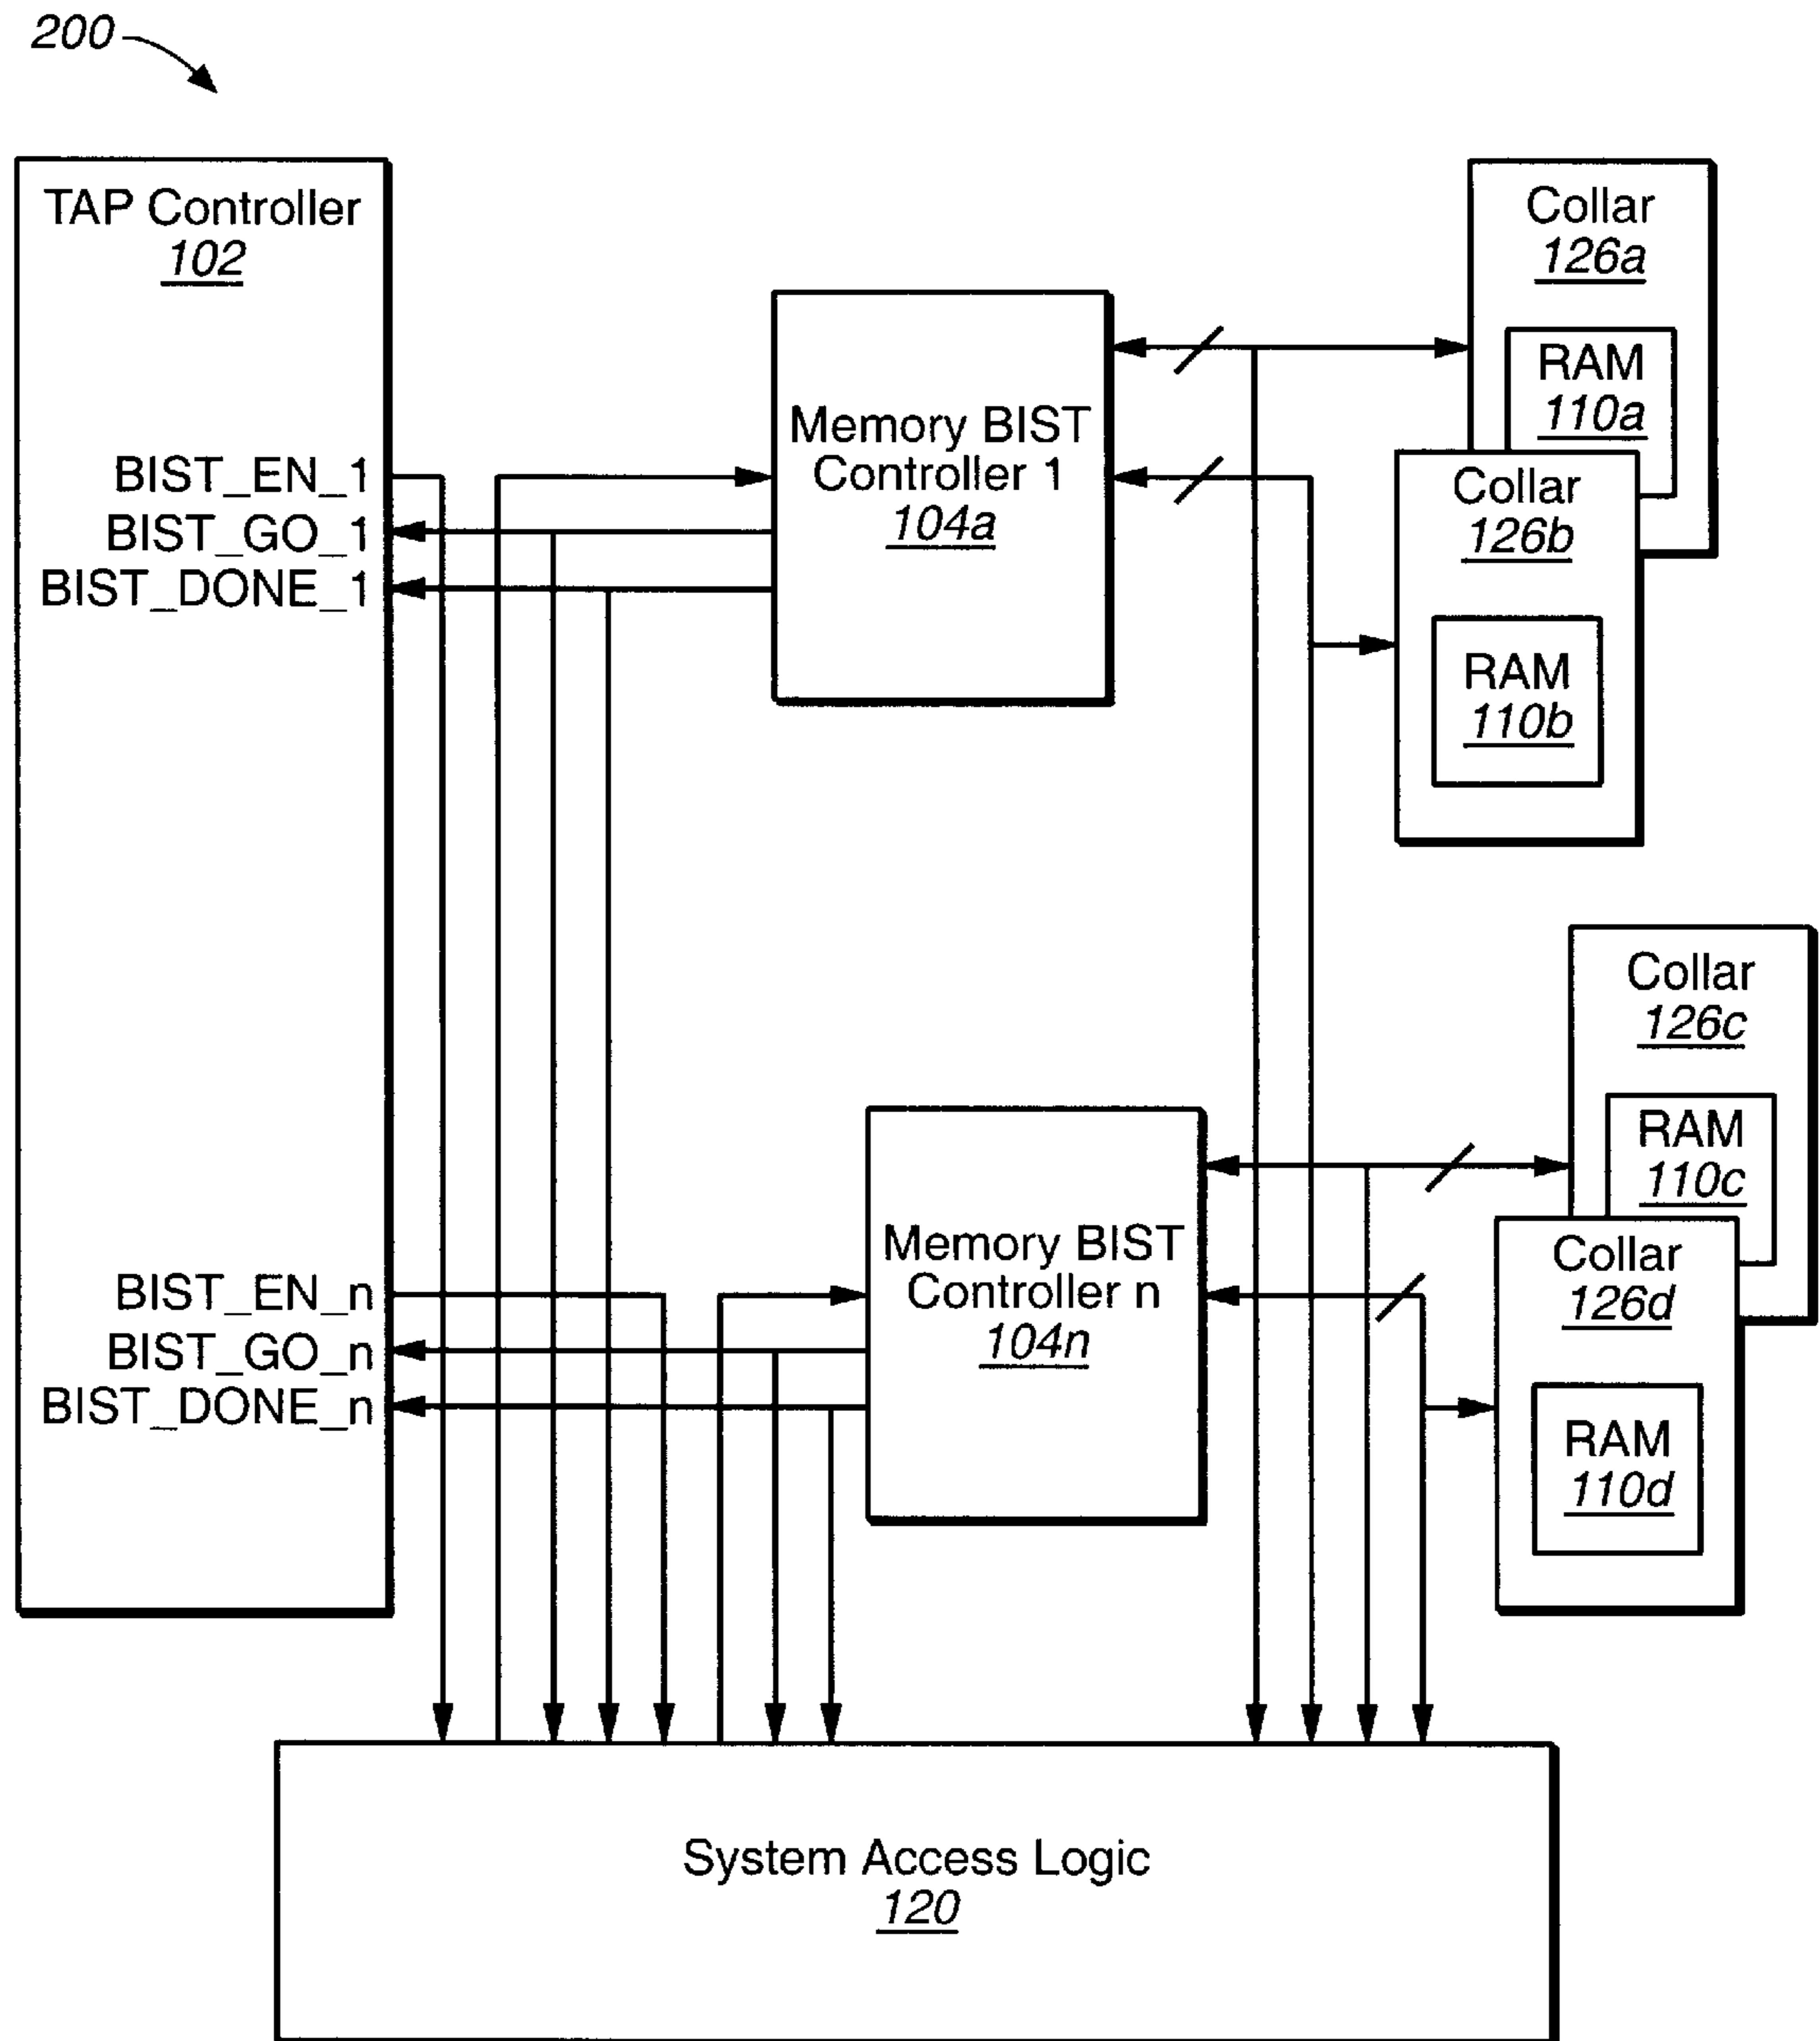 200
TAP Controller
102
BIST_EN_1
BIST_GO_1
BIST_DONE_1
BIST_EN_n
BIST_GO_n
BIST_DONE_n
Memory BIST
Controller 1
104a
Collar
126a
RAM
110a
Collar
126b
RAM
110b
Memory BIST
Controller n
104n
Collar
126c
RAM
110c
Collar
126d
RAM
110d
System Access Logic
120